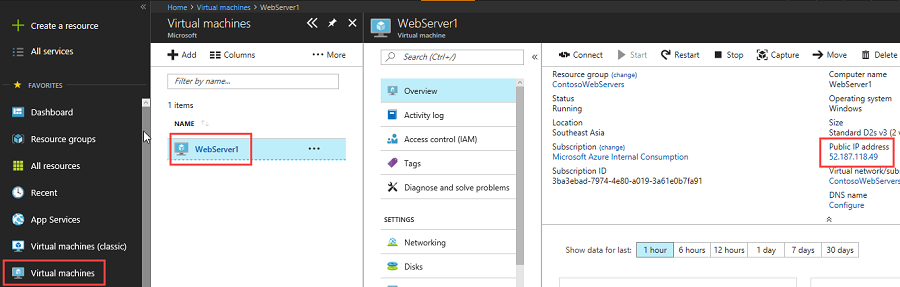 Create a resource
All services
FAVORITES
Dashboard
Resource groups
All resources
Recent
App Services
Virtual machines (classic)
Virtual machines
Home > Virtual machines > WebServer1
Virtual machines
Microsoft
Add Columns ••• More
Filter by name...
1 items
NAME
WebServer1 •••
WebServer1
Virtual machine
Search (Ctrl+/)
Overview
Activity log
Access control (IAM)
Tags
Diagnose and solve problems
SETTINGS
Networking
Disks
Connect Start Restart Stop Capture Move Delete
Resource group (change)
ContosoWebServers
Status
Running
Location
Southeast Asia
Subscription (change)
Microsoft Azure Internal Consumption
Subscription ID
3ba3ebad-7974-4e80-a019-3a61e0b7fa91
Computer name
WebServer1
Operating system
Windows
Size
Standard D2s v3 (2 v
Public IP address
52.187.118.49
Virtual network/sub
ContosoWebServers
DNS name
Configure
Show data for last: 1 hour 6 hours 12 hours 1 day 7 days 30 days